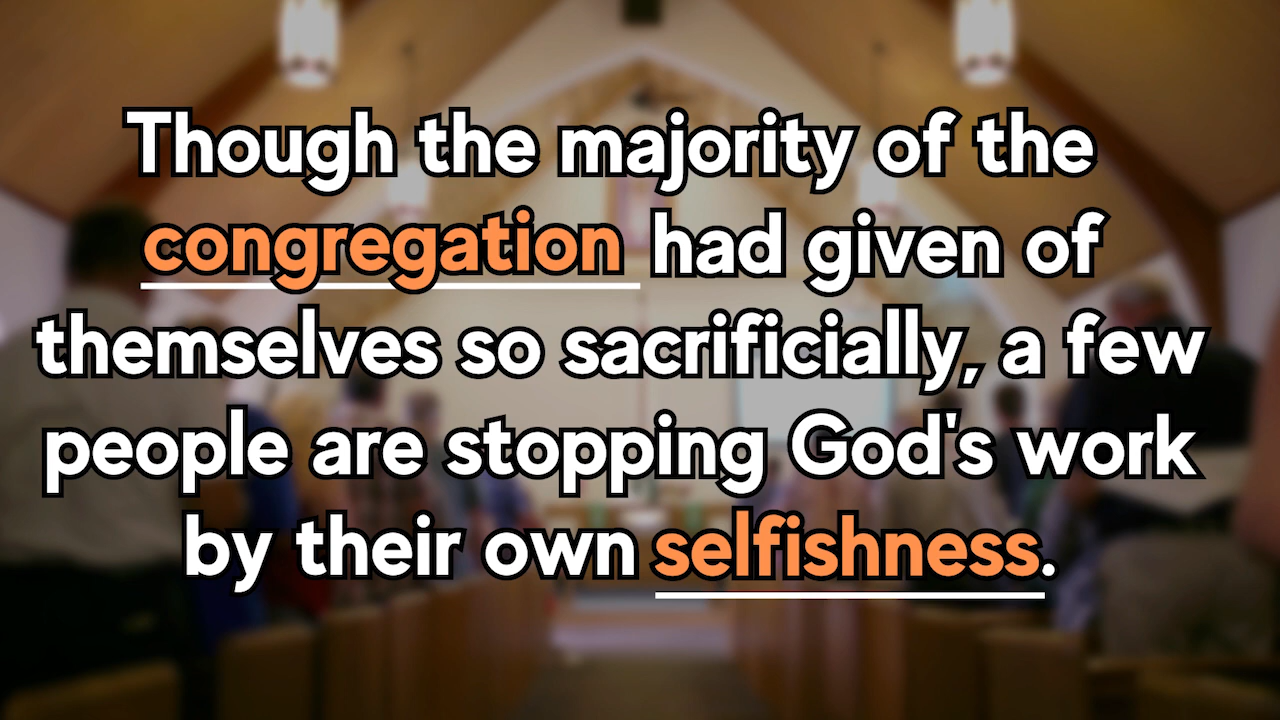 Though the majority of the
congregation had given of
themselves so sacrificially, a few
people are stopping God's work
by their own selfishness.